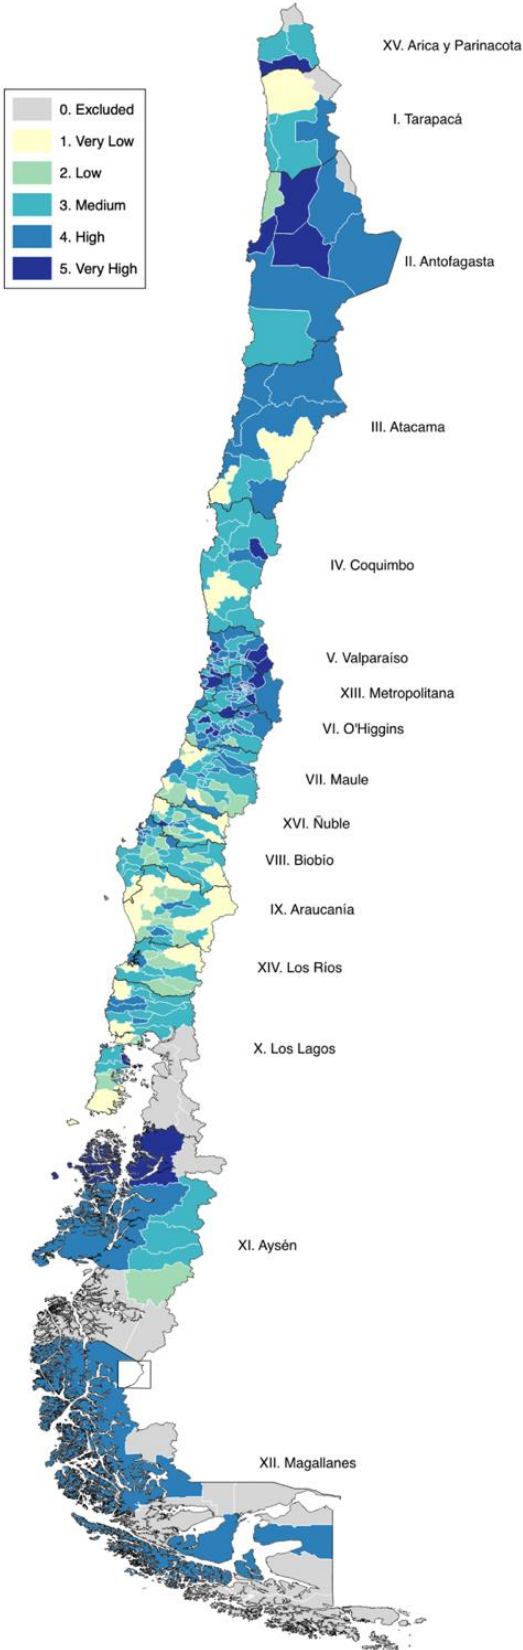 XV. Arica y Parinacota
0. Excluded
1. Very Low
2. Low
3. Medium
4. High
5. Very High
I. Tarapacá
II. Antofagasta
III. Atacama
IV. Coquimbo
V. Valparaíso
XIII. Metropolitana
VI. O'Higgins
VII. Maule
XVI. Ñuble
VIII. Biobío
IX. Araucanía
XIV. Los Ríos
X. Los Lagos
XI. Aysén
XII. Magallanes